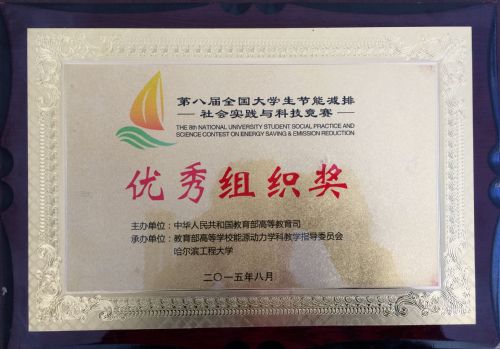 第八届全国大学生节能减排
社会实践与科技竞赛
THE 8th NATIONAL UNIVERSITY STUDENT SOCIAL PRACTICE AND
SCIENCE CONTEST ON ENERGY SAVING & EMISSION REDUCTION
优秀组织奖
主办单位：中华人民共和国教育部高等教育司
承办单位：教育部高等学校能源动力学科教学指导委员会
哈尔滨工程大学
二〇一五年八月